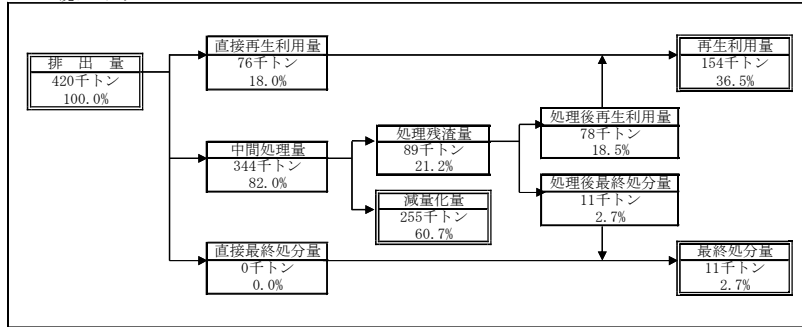 排 出 量
420千トン
100.0%
直接再生利用量
76千トン
18.0%
再生利用量
154千トン
36.5%
中間処理量
344千トン
82.0%
処理残渣量
89千トン
21.2%
処理後再生利用量
78千トン
18.5%
減量化量
255千トン
60.7%
処理後最終処分量
11千トン
2.7%
直接最終処分量
0千トン
0.0%
最終処分量
11千トン
2.7%